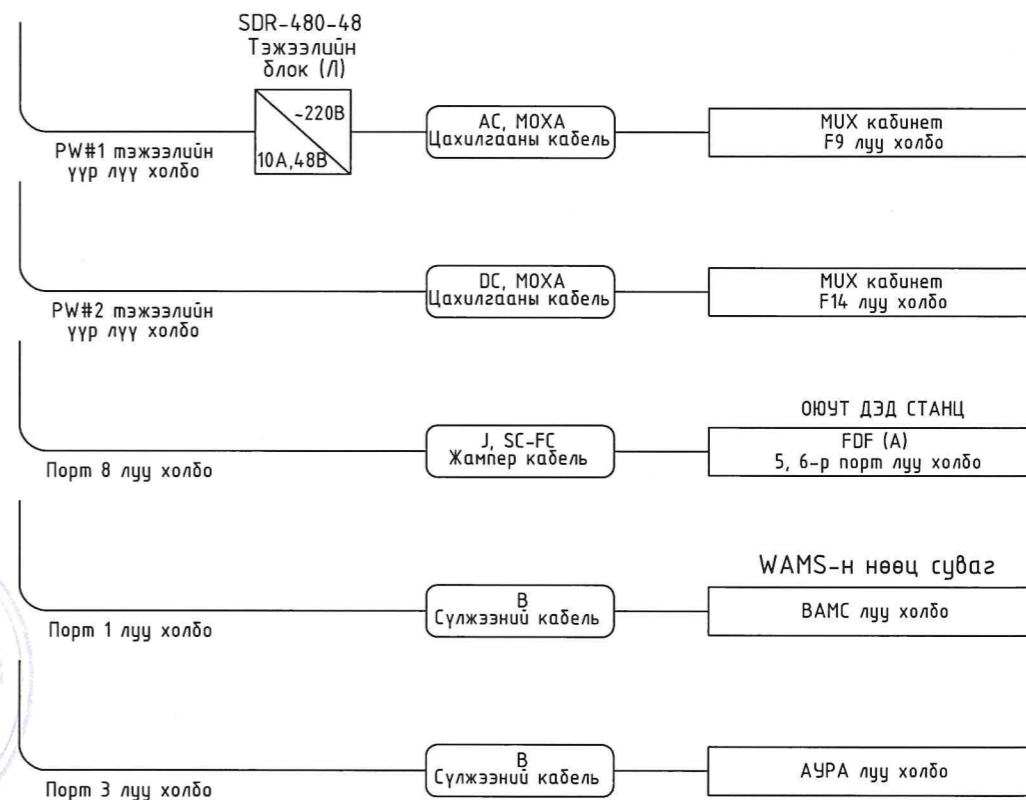 SDR-480-48
Тэжээлийн
блок (Л)
~220В
10А,48В
PW#1 тэжээлийн
үүр лүү холбо
АС, МОХА
Цахилгааны кабель
MUX кабинет
F9 луу холбо
PW#2 тэжээлийн
үүр лүү холбо
DC, МОХА
Цахилгааны кабель
MUX кабинет
F14 луу холбо
Порт 8 луу холбо
J, SC-FC
Жампер кабель
ОЮУТ ДЭД СТАНЦ
FDF (A)
5, 6-р порт луу холбо
Порт 1 луу холбо
В
Сүлжээний кабель
WAMS-н нөөц суваг
ВАМС луу холбо
Порт 3 луу холбо
В
Сүлжээний кабель
АУРА луу холбо